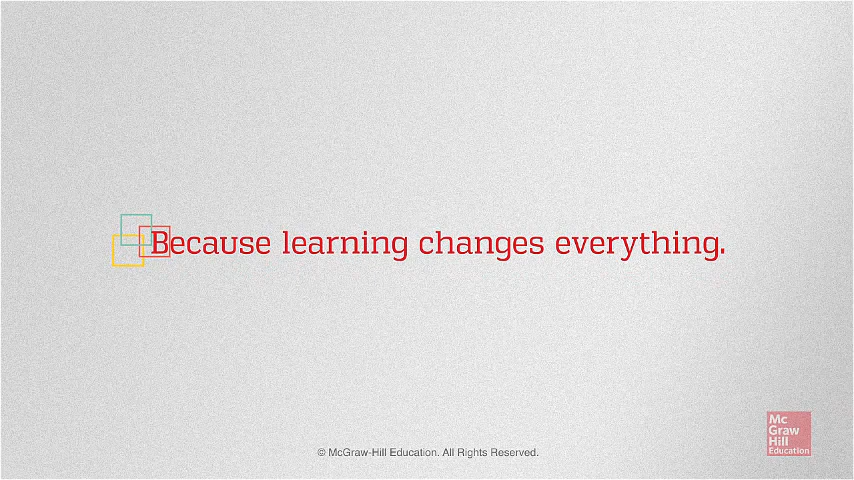 Because learning changes everything.
Mc
Graw
Hill
Education
© McGraw-Hill Education. All Rights Reserved.